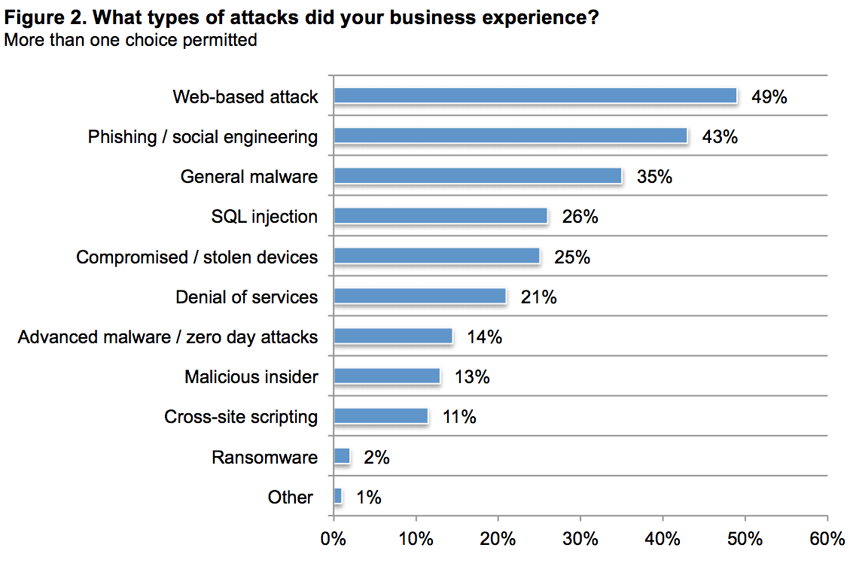 Figure 2. What types of attacks did your business experience?
More than one choice permitted
Web-based attack 49%
Phishing / social engineering 43%
General malware 35%
SQL injection 26%
Compromised / stolen devices 25%
Denial of services 21%
Advanced malware / zero day attacks 14%
Malicious insider 13%
Cross-site scripting 11%
Ransomware 2%
Other 1%
0% 10% 20% 30% 40% 50% 60%